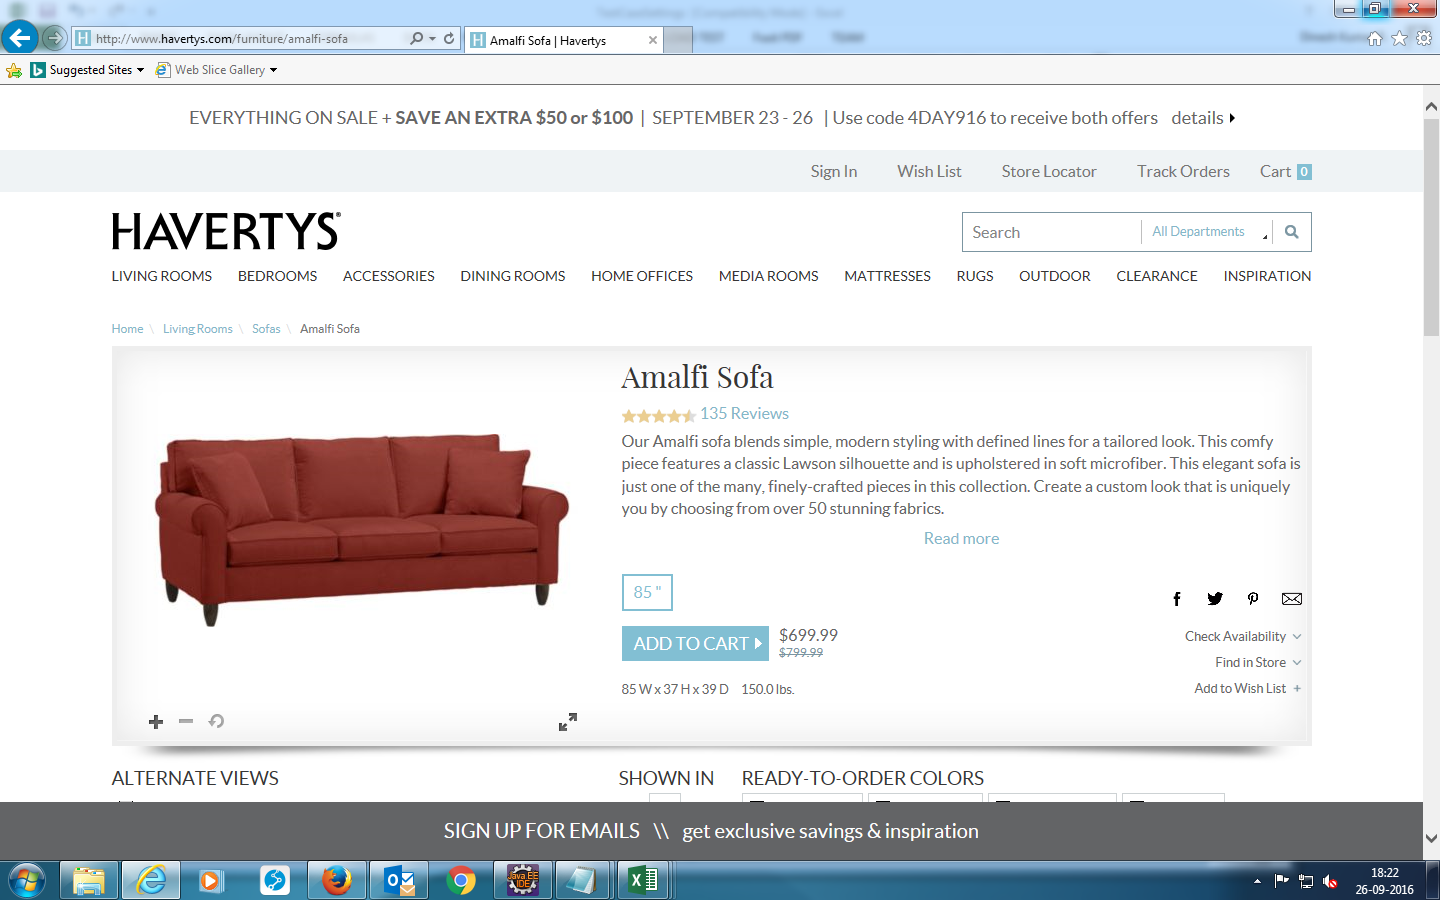 http://www.havertys.com/furniture/amalfi-sofa
Amalfi Sofa | Havertys
Suggested Sites
Web Slice Gallery
EVERYTHING ON SALE + SAVE AN EXTRA $50 or $100 | SEPTEMBER 23 - 26 | Use code 4DAY916 to receive both offers details
Sign In Wish List Store Locator Track Orders Cart 0
HAVERTYS®
Search All Departments
LIVING ROOMS BEDROOMS ACCESSORIES DINING ROOMS HOME OFFICES MEDIA ROOMS MATTRESSES RUGS OUTDOOR CLEARANCE INSPIRATION
Home \ Living Rooms \ Sofas \ Amalfi Sofa
Amalfi Sofa
135 Reviews
Our Amalfi sofa blends simple, modern styling with defined lines for a tailored look. This comfy
piece features a classic Lawson silhouette and is upholstered in soft microfiber. This elegant sofa is
just one of the many, finely-crafted pieces in this collection. Create a custom look that is uniquely
you by choosing from over 50 stunning fabrics.
Read more
85 "
ADD TO CART
$699.99
$799.99
85 W x 37 H x 39 D 150.0 lbs.
Check Availability
Find in Store
Add to Wish List +
ALTERNATE VIEWS
SHOWN IN
READY-TO-ORDER COLORS
SIGN UP FOR EMAILS \\ get exclusive savings & inspiration
Java EE
IDE
18:22
26-09-2016